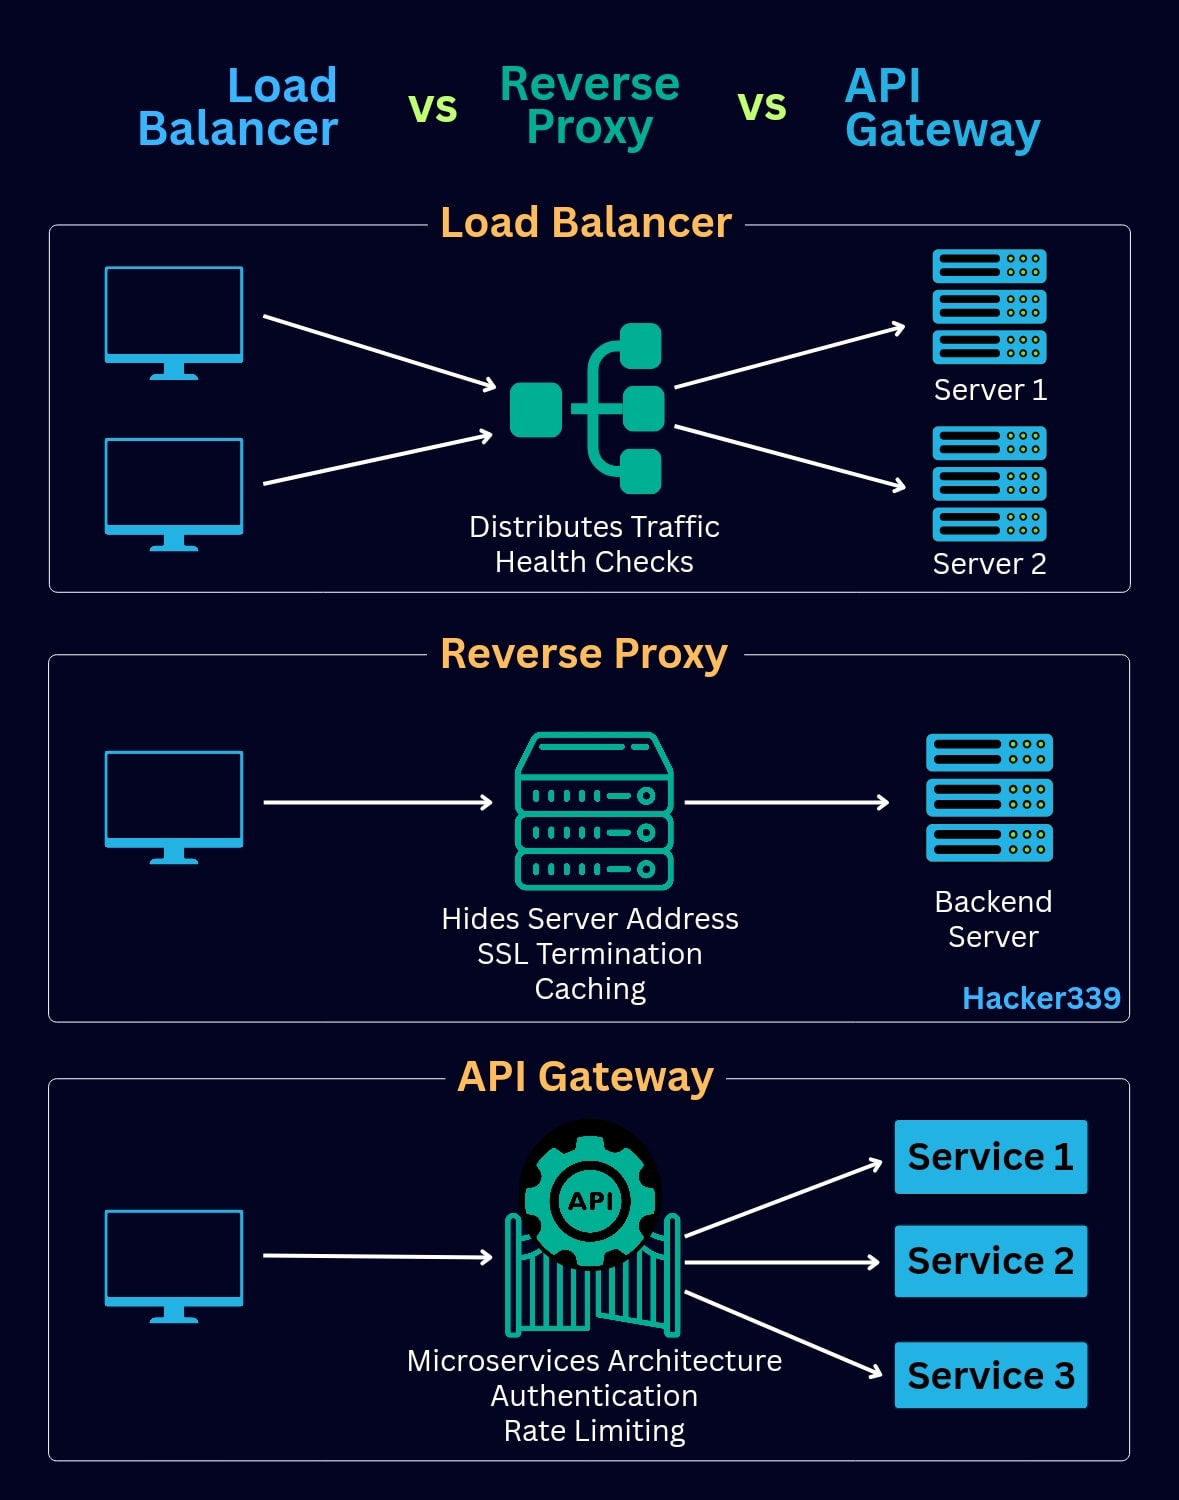 Load
Balancer
vs
Reverse
Proxy
vs
API
Gateway
Load Balancer
Server 1
Distributes Traffic
Health Checks
Server 2
Reverse Proxy
Hides Server Address
SSL Termination
Caching
Backend
Server
Hacker339
API Gateway
API
Service 1
Service 2
Service 3
Microservices Architecture
Authentication
Rate Limiting